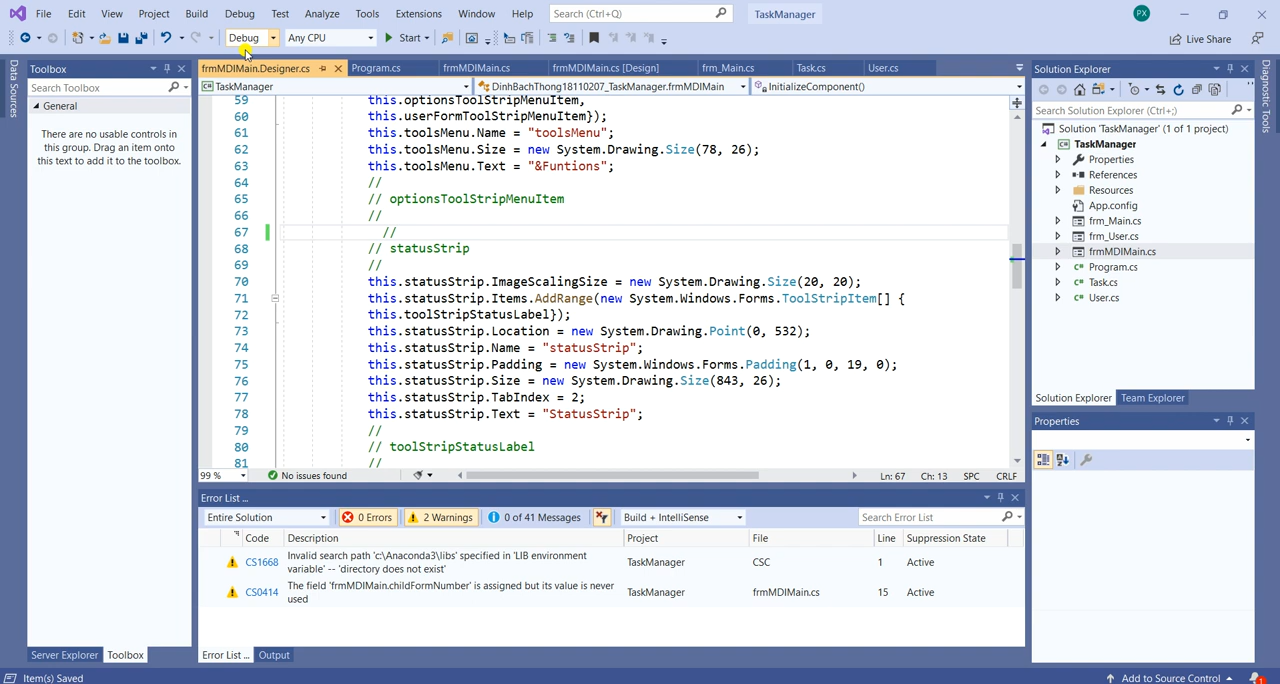 File Edit View Project Build Debug Test Analyze Tools Extensions Window Help Search (Ctrl+Q) TaskManager PX
Debug Any CPU Start Live Share
Data Sources
Toolbox
Search Toolbox
General
There are no usable controls in
this group. Drag an item onto
this text to add it to the toolbox.
Server Explorer Toolbox
frmMDIMain.Designer.cs Program.cs frmMDIMain.cs frmMDIMain.cs [Design] frm_Main.cs Task.cs User.cs
TaskManager DinhBachThong18110207_TaskManager.frmMDIMain InitializeComponent()
59 this.optionsToolStripMenuItem,
60 this.userFormToolStripMenuItem});
61 this.toolsMenu.Name = "toolsMenu";
62 this.toolsMenu.Size = new System.Drawing.Size(78, 26);
63 this.toolsMenu.Text = "&Funtions";
64 //
65 // optionsToolStripMenuItem
66 //
67 //
68 // statusStrip
69 //
70 this.statusStrip.ImageScalingSize = new System.Drawing.Size(20, 20);
71 this.statusStrip.Items.AddRange(new System.Windows.Forms.ToolStripItem[] {
72 this.toolStripStatusLabel});
73 this.statusStrip.Location = new System.Drawing.Point(0, 532);
74 this.statusStrip.Name = "statusStrip";
75 this.statusStrip.Padding = new System.Windows.Forms.Padding(1, 0, 19, 0);
76 this.statusStrip.Size = new System.Drawing.Size(843, 26);
77 this.statusStrip.TabIndex = 2;
78 this.statusStrip.Text = "StatusStrip";
79 //
80 // toolStripStatusLabel
81 //
99 % No issues found Ln: 67 Ch: 13 SPC CRLF
Error List ...
Entire Solution 0 Errors 2 Warnings 0 of 41 Messages Build + IntelliSense Search Error List
Code Description Project File Line Suppression State
CS1668 Invalid search path 'c:\Anaconda3\libs' specified in 'LIB environment TaskManager CSC 1 Active
variable' -- 'directory does not exist'
CS0414 The field 'frmMDIMain.childFormNumber' is assigned but its value is never TaskManager frmMDIMain.cs 15 Active
used
Error List ... Output
Solution Explorer
Search Solution Explorer (Ctrl+;)
Solution 'TaskManager' (1 of 1 project)
TaskManager
Properties
References
Resources
App.config
frm_Main.cs
frm_User.cs
frmMDIMain.cs
Program.cs
Task.cs
User.cs
Solution Explorer Team Explorer
Properties
Diagnostic Tools
Item(s) Saved Add to Source Control 1